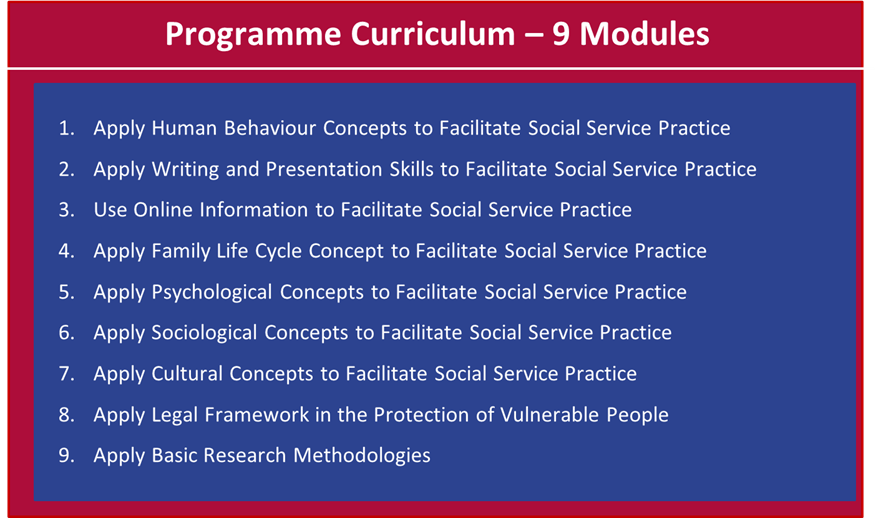 Programme Curriculum – 9 Modules
1. Apply Human Behaviour Concepts to Facilitate Social Service Practice
2. Apply Writing and Presentation Skills to Facilitate Social Service Practice
3. Use Online Information to Facilitate Social Service Practice
4. Apply Family Life Cycle Concept to Facilitate Social Service Practice
5. Apply Psychological Concepts to Facilitate Social Service Practice
6. Apply Sociological Concepts to Facilitate Social Service Practice
7. Apply Cultural Concepts to Facilitate Social Service Practice
8. Apply Legal Framework in the Protection of Vulnerable People
9. Apply Basic Research Methodologies